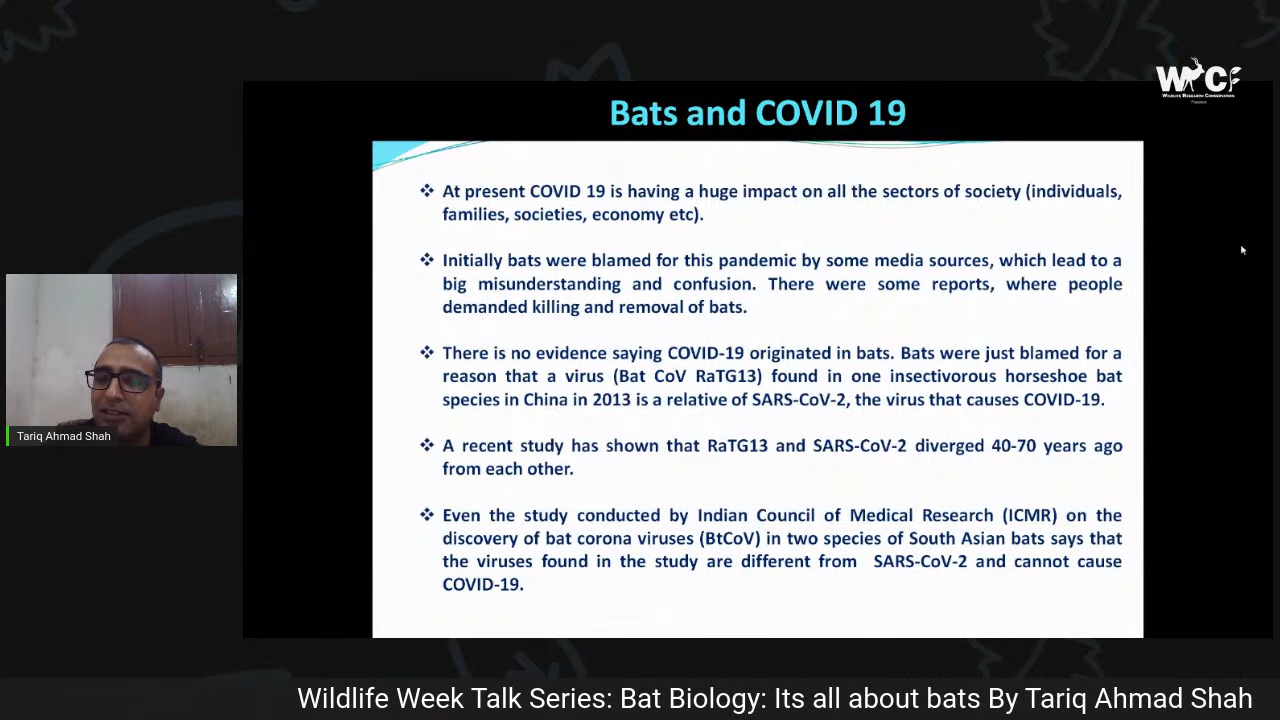 WCF
WILDLIFE RESEARCH CONSERVATION
Foundation
Bats and COVID 19
❖ At present COVID 19 is having a huge impact on all the sectors of society (individuals,
families, societies, economy etc).
❖ Initially bats were blamed for this pandemic by some media sources, which lead to a
big misunderstanding and confusion. There were some reports, where people
demanded killing and removal of bats.
❖ There is no evidence saying COVID-19 originated in bats. Bats were just blamed for a
reason that a virus (Bat CoV RaTG13) found in one insectivorous horseshoe bat
species in China in 2013 is a relative of SARS-CoV-2, the virus that causes COVID-19.
❖ A recent study has shown that RaTG13 and SARS-CoV-2 diverged 40-70 years ago
from each other.
❖ Even the study conducted by Indian Council of Medical Research (ICMR) on the
discovery of bat corona viruses (BtCoV) in two species of South Asian bats says that
the viruses found in the study are different from SARS-CoV-2 and cannot cause
COVID-19.
Tariq Ahmad Shah
Wildlife Week Talk Series: Bat Biology: Its all about bats By Tariq Ahmad Shah